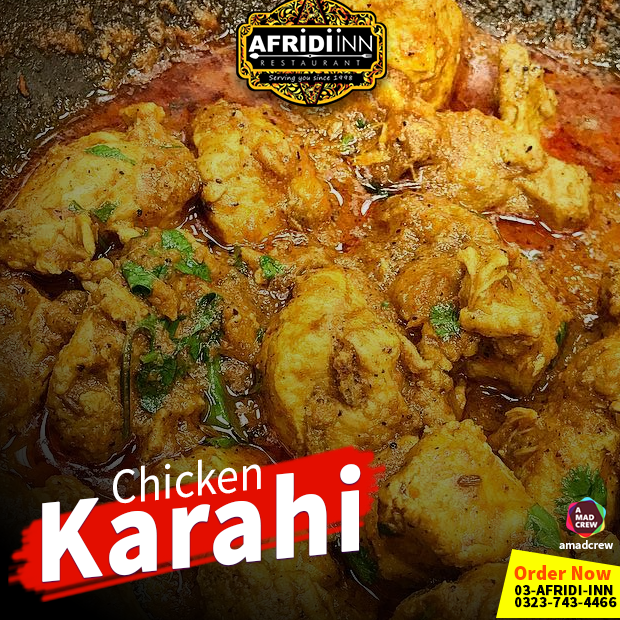 AFRIDI INN
RESTAURANT
Serving you since 1998
Chicken
Karahi
A
MAD
CREW
amadcrew
Order Now
03-AFRIDI-INN
0323-743-4466